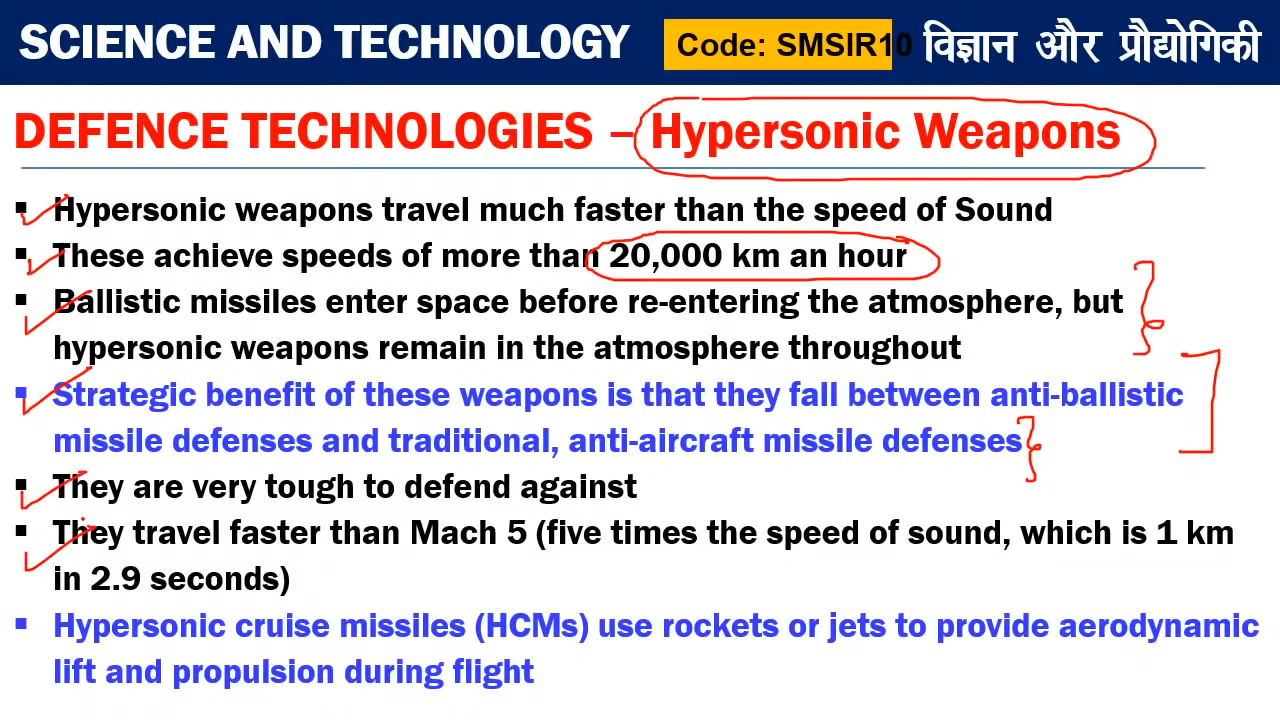 SCIENCE AND TECHNOLOGY Code: SMSIR10 विज्ञान और प्रौद्योगिकी
DEFENCE TECHNOLOGIES – Hypersonic Weapons
▪ Hypersonic weapons travel much faster than the speed of Sound
▪ These achieve speeds of more than 20,000 km an hour
▪ Ballistic missiles enter space before re-entering the atmosphere, but
hypersonic weapons remain in the atmosphere throughout
▪ Strategic benefit of these weapons is that they fall between anti-ballistic
missile defenses and traditional, anti-aircraft missile defenses
▪ They are very tough to defend against
▪ They travel faster than Mach 5 (five times the speed of sound, which is 1 km
in 2.9 seconds)
▪ Hypersonic cruise missiles (HCMs) use rockets or jets to provide aerodynamic
lift and propulsion during flight